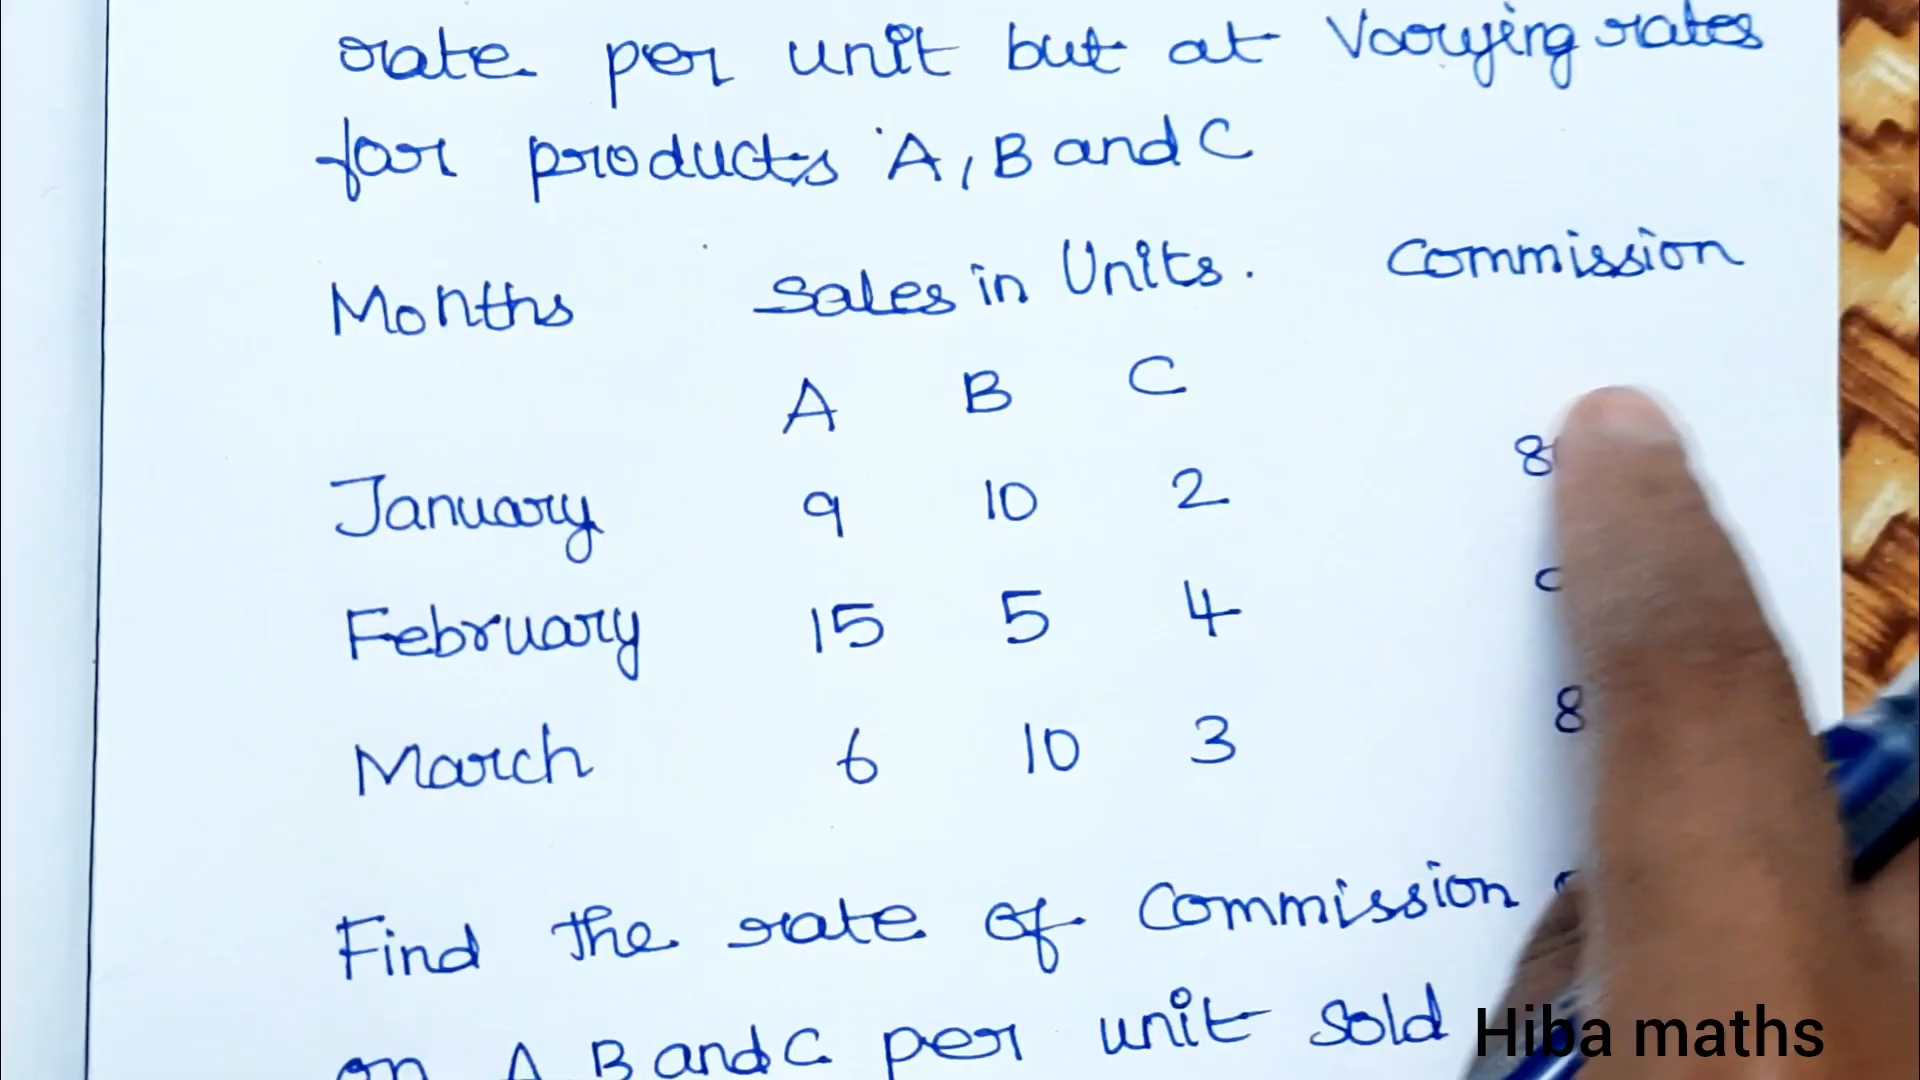 rate per unit but at Varying rates
for products A, B and C
Months Sales in Units. Commission
A B C
January 9 10 2 8
February 15 5 4
March 6 10 3 8
Find the rate of Commission
on A B and C per unit sold
Hiba maths